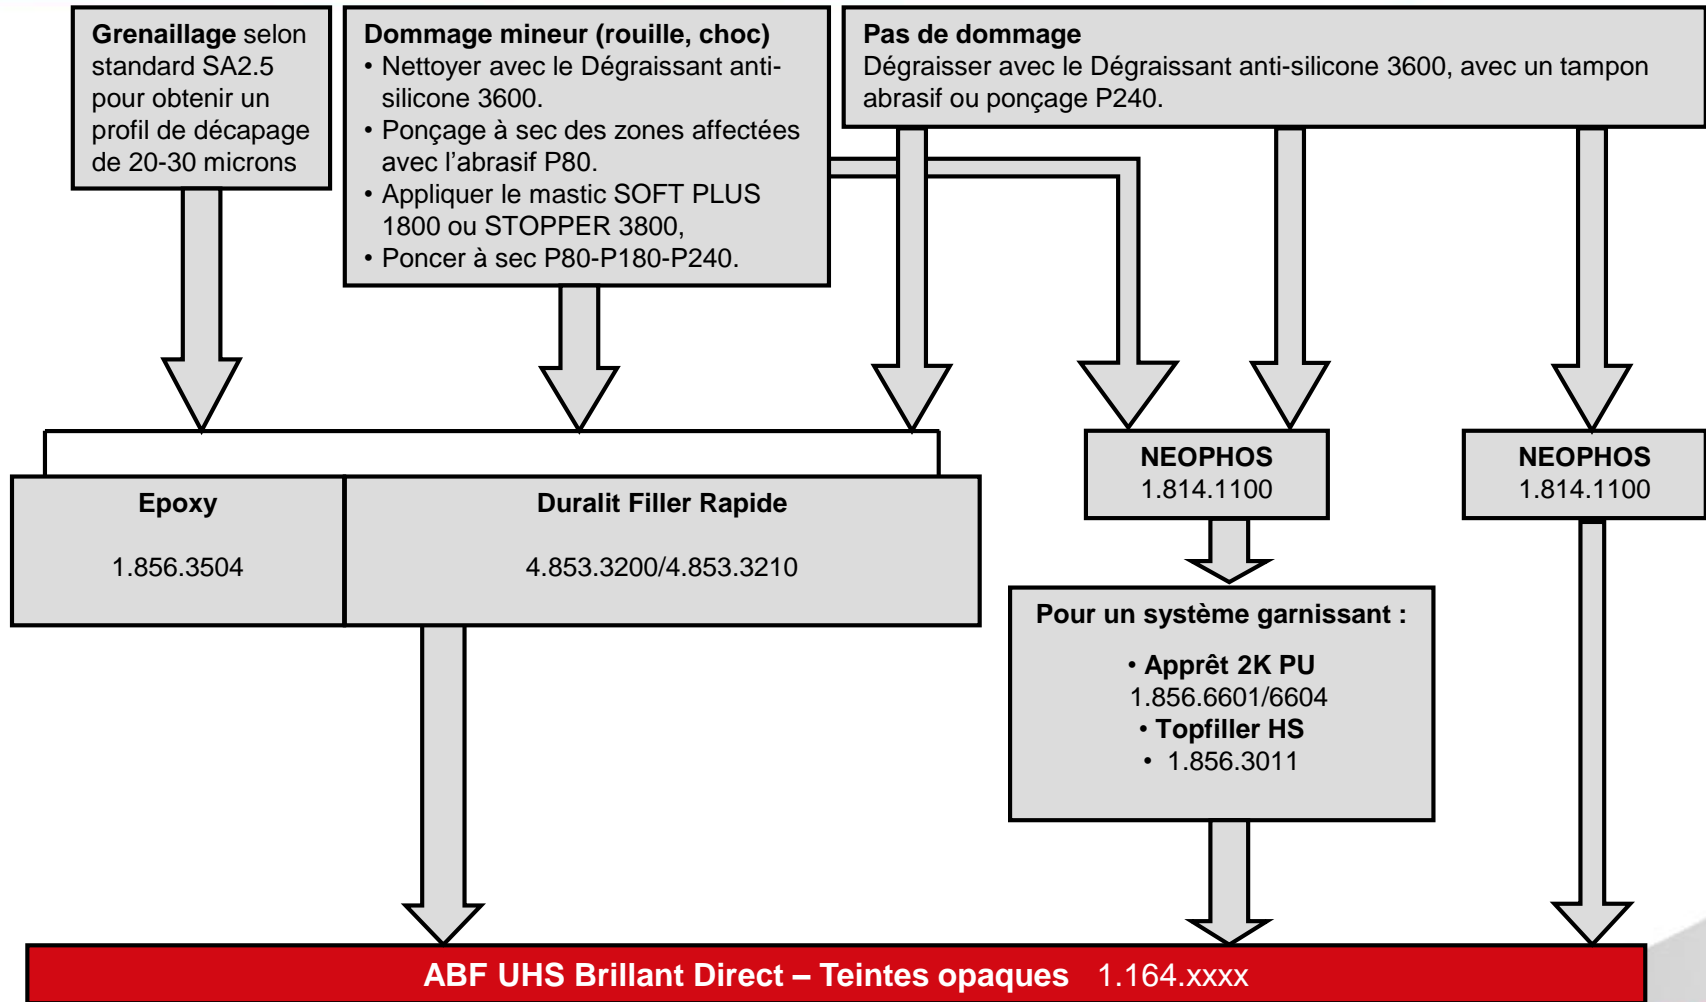 Grenaillage selon
standard SA2.5
pour obtenir un
profil de décapage
de 20-30 microns
Dommage mineur (rouille, choc)
• Nettoyer avec le Dégraissant anti-
silicone 3600.
• Ponçage à sec des zones affectées
avec l'abrasif P80.
• Appliquer le mastic SOFT PLUS
1800 ou STOPPER 3800,
• Poncer à sec P80-P180-P240.
Pas de dommage
Dégraisser avec le Dégraissant anti-silicone 3600, avec un tampon
abrasif ou ponçage P240.
Epoxy
1.856.3504
Duralit Filler Rapide
4.853.3200/4.853.3210
NEOPHOS
1.814.1100
Pour un système garnissant :
• Apprêt 2K PU
1.856.6601/6604
• Topfiller HS
• 1.856.3011
NEOPHOS
1.814.1100
ABF UHS Brillant Direct – Teintes opaques 1.164.xxxx